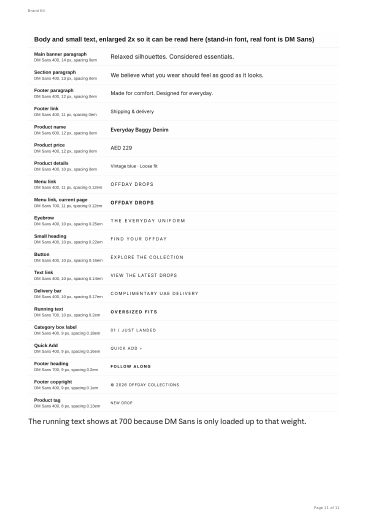 Brand Kit
Body and small text, enlarged 2x so it can be read here (stand-in font, real font is DM Sans)
Main banner paragraph
DM Sans 400, 14 px, spacing 0em
Relaxed silhouettes. Considered essentials.
Section paragraph
DM Sans 400, 13 px, spacing 0em
We believe what you wear should feel as good as it looks.
Footer paragraph
DM Sans 400, 12 px, spacing 0em
Made for comfort. Designed for everyday.
Footer link
DM Sans 400, 11 px, spacing 0em
Shipping & delivery
Product name
DM Sans 600, 12 px, spacing 0em
Everyday Baggy Denim
Product price
DM Sans 400, 12 px, spacing 0em
AED 229
Product details
DM Sans 400, 10 px, spacing 0em
Vintage blue · Loose fit
Menu link
DM Sans 400, 11 px, spacing 0.12em
OFFDAY DROPS
Menu link, current page
DM Sans 700, 11 px, spacing 0.12em
OFFDAY DROPS
Eyebrow
DM Sans 400, 10 px, spacing 0.25em
THE EVERYDAY UNIFORM
Small heading
DM Sans 400, 10 px, spacing 0.22em
FIND YOUR OFFDAY
Button
DM Sans 400, 10 px, spacing 0.16em
EXPLORE THE COLLECTION
Text link
DM Sans 400, 10 px, spacing 0.14em
VIEW THE LATEST DROPS
Delivery bar
DM Sans 400, 10 px, spacing 0.17em
COMPLIMENTARY UAE DELIVERY
Running text
DM Sans 700, 10 px, spacing 0.2em
OVERSIZED FITS
Category box label
DM Sans 400, 9 px, spacing 0.18em
01 / JUST LANDED
Quick Add
DM Sans 400, 9 px, spacing 0.16em
QUICK ADD +
Footer heading
DM Sans 700, 9 px, spacing 0.2em
FOLLOW ALONG
Footer copyright
DM Sans 400, 9 px, spacing 0.1em
© 2026 OFFDAY COLLECTIONS.
Product tag
DM Sans 400, 8 px, spacing 0.13em
NEW DROP
The running text shows at 700 because DM Sans is only loaded up to that weight.
Page 11 of 11